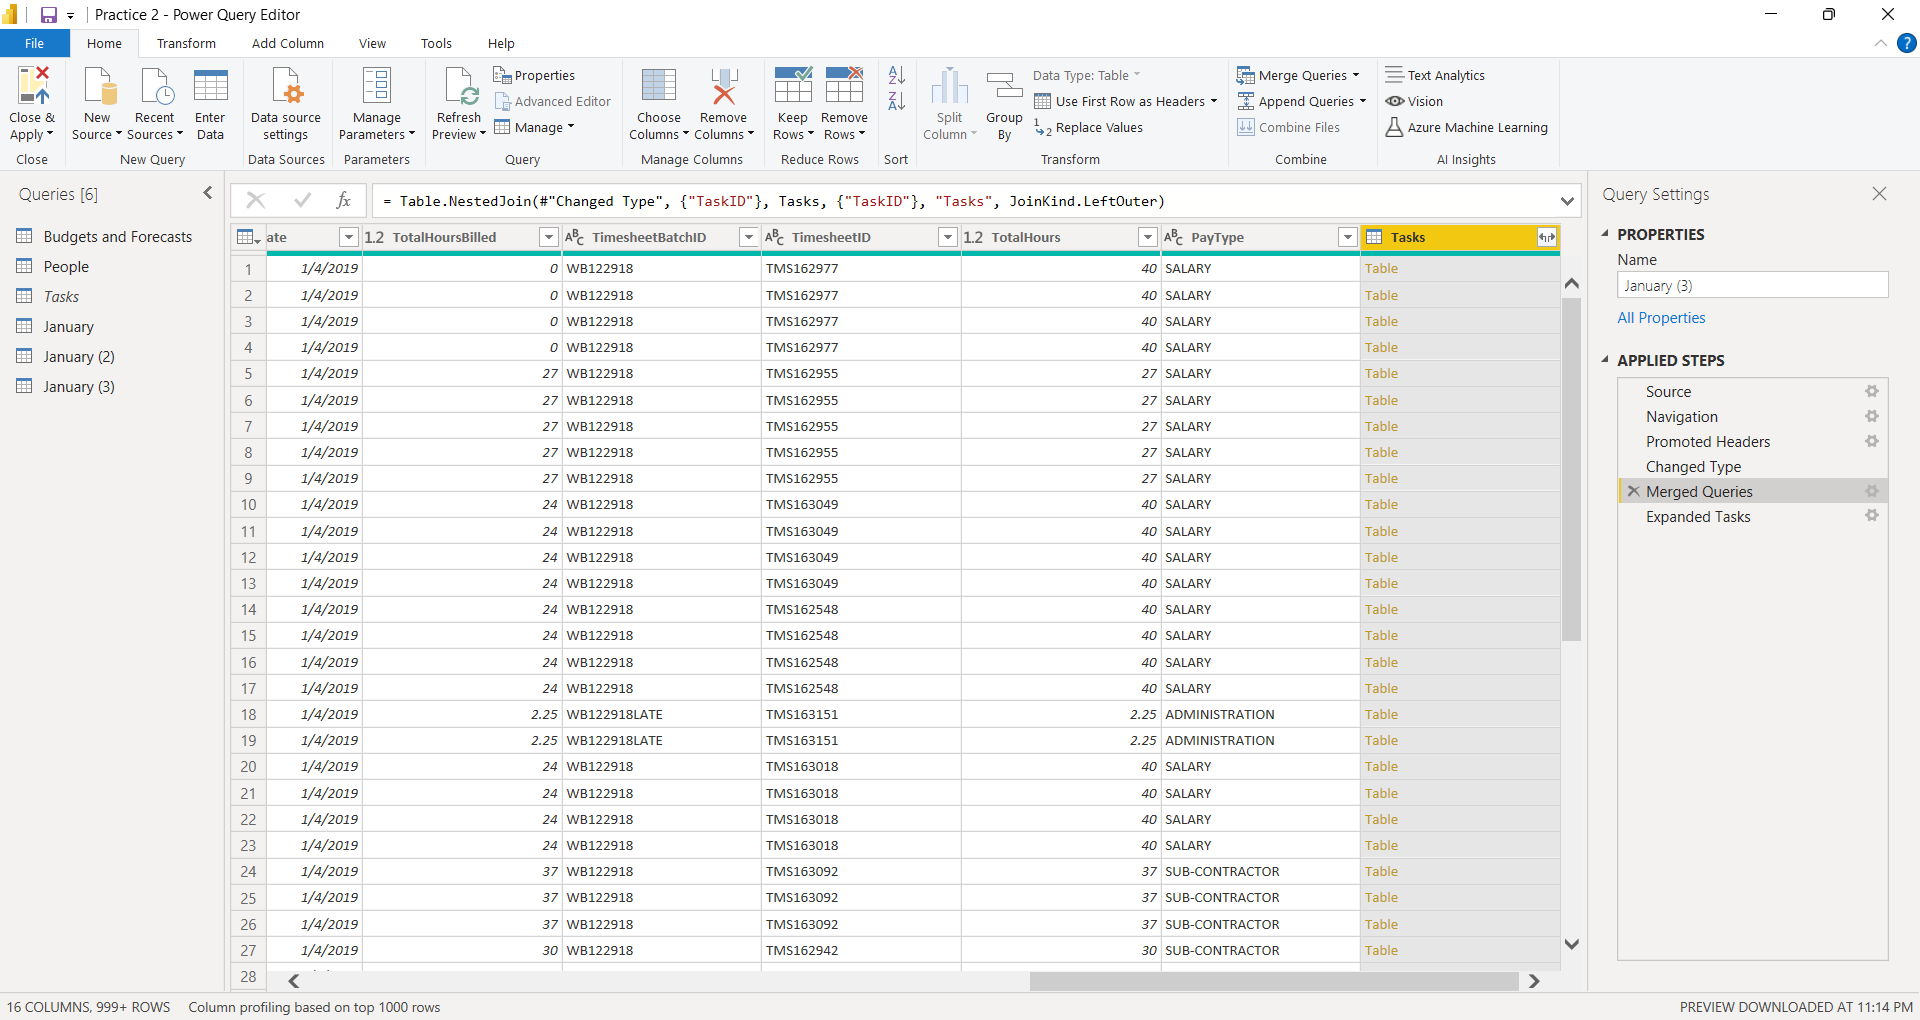 Practice 2 - Power Query Editor
File Home Transform Add Column View Tools Help
Close & Apply
Close
New Source
Recent Sources
Enter Data
New Query
Data source settings
Data Sources
Manage Parameters
Parameters
Refresh Preview
Properties
Advanced Editor
Manage
Query
Choose Columns
Remove Columns
Manage Columns
Keep Rows
Remove Rows
Reduce Rows
Sort
Split Column
Group By
Data Type: Table
Use First Row as Headers
Replace Values
Transform
Merge Queries
Append Queries
Combine Files
Combine
Text Analytics
Vision
Azure Machine Learning
AI Insights
Queries [6]
Budgets and Forecasts
People
Tasks
January
January (2)
January (3)
fx = Table.NestedJoin(#"Changed Type", {"TaskID"}, Tasks, {"TaskID"}, "Tasks", JoinKind.LeftOuter)
ate 1.2 TotalHoursBilled ABC TimesheetBatchID ABC TimesheetID 1.2 TotalHours ABC PayType Tasks
1 1/4/2019 0 WB122918 TMS162977 40 SALARY Table
2 1/4/2019 0 WB122918 TMS162977 40 SALARY Table
3 1/4/2019 0 WB122918 TMS162977 40 SALARY Table
4 1/4/2019 0 WB122918 TMS162977 40 SALARY Table
5 1/4/2019 27 WB122918 TMS162955 27 SALARY Table
6 1/4/2019 27 WB122918 TMS162955 27 SALARY Table
7 1/4/2019 27 WB122918 TMS162955 27 SALARY Table
8 1/4/2019 27 WB122918 TMS162955 27 SALARY Table
9 1/4/2019 27 WB122918 TMS162955 27 SALARY Table
10 1/4/2019 24 WB122918 TMS163049 40 SALARY Table
11 1/4/2019 24 WB122918 TMS163049 40 SALARY Table
12 1/4/2019 24 WB122918 TMS163049 40 SALARY Table
13 1/4/2019 24 WB122918 TMS163049 40 SALARY Table
14 1/4/2019 24 WB122918 TMS162548 40 SALARY Table
15 1/4/2019 24 WB122918 TMS162548 40 SALARY Table
16 1/4/2019 24 WB122918 TMS162548 40 SALARY Table
17 1/4/2019 24 WB122918 TMS162548 40 SALARY Table
18 1/4/2019 2.25 WB122918LATE TMS163151 2.25 ADMINISTRATION Table
19 1/4/2019 2.25 WB122918LATE TMS163151 2.25 ADMINISTRATION Table
20 1/4/2019 24 WB122918 TMS163018 40 SALARY Table
21 1/4/2019 24 WB122918 TMS163018 40 SALARY Table
22 1/4/2019 24 WB122918 TMS163018 40 SALARY Table
23 1/4/2019 24 WB122918 TMS163018 40 SALARY Table
24 1/4/2019 37 WB122918 TMS163092 37 SUB-CONTRACTOR Table
25 1/4/2019 37 WB122918 TMS163092 37 SUB-CONTRACTOR Table
26 1/4/2019 37 WB122918 TMS163092 37 SUB-CONTRACTOR Table
27 1/4/2019 30 WB122918 TMS162942 30 SUB-CONTRACTOR Table
28
Query Settings
PROPERTIES
Name
January (3)
All Properties
APPLIED STEPS
Source
Navigation
Promoted Headers
Changed Type
Merged Queries
Expanded Tasks
16 COLUMNS, 999+ ROWS Column profiling based on top 1000 rows PREVIEW DOWNLOADED AT 11:14 PM